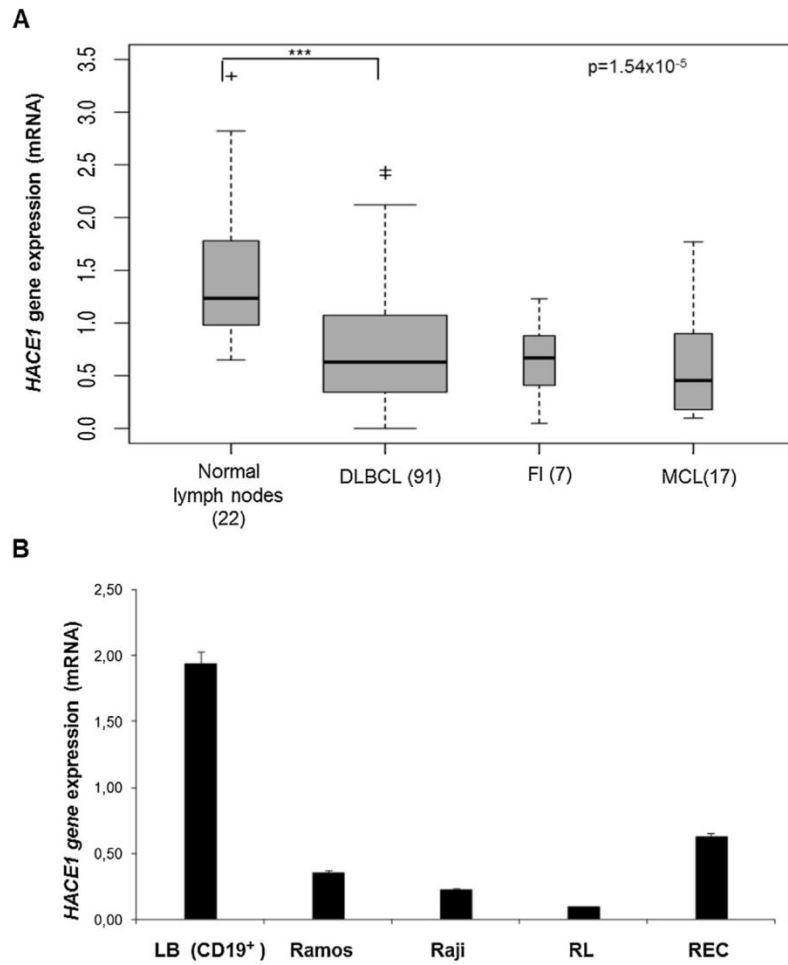 A
HACE1 gene expression (mRNA)
3.5
3.0
2.5
2.0
1.5
1.0
0.5
0.0
***
p=1.54x10⁻⁵
Normal
lymph nodes
(22)
DLBCL (91)
Fl (7)
MCL(17)
B
HACE1 gene expression (mRNA)
2,50
2,00
1,50
1,00
0,50
0,00
LB (CD19⁺ )
Ramos
Raji
RL
REC